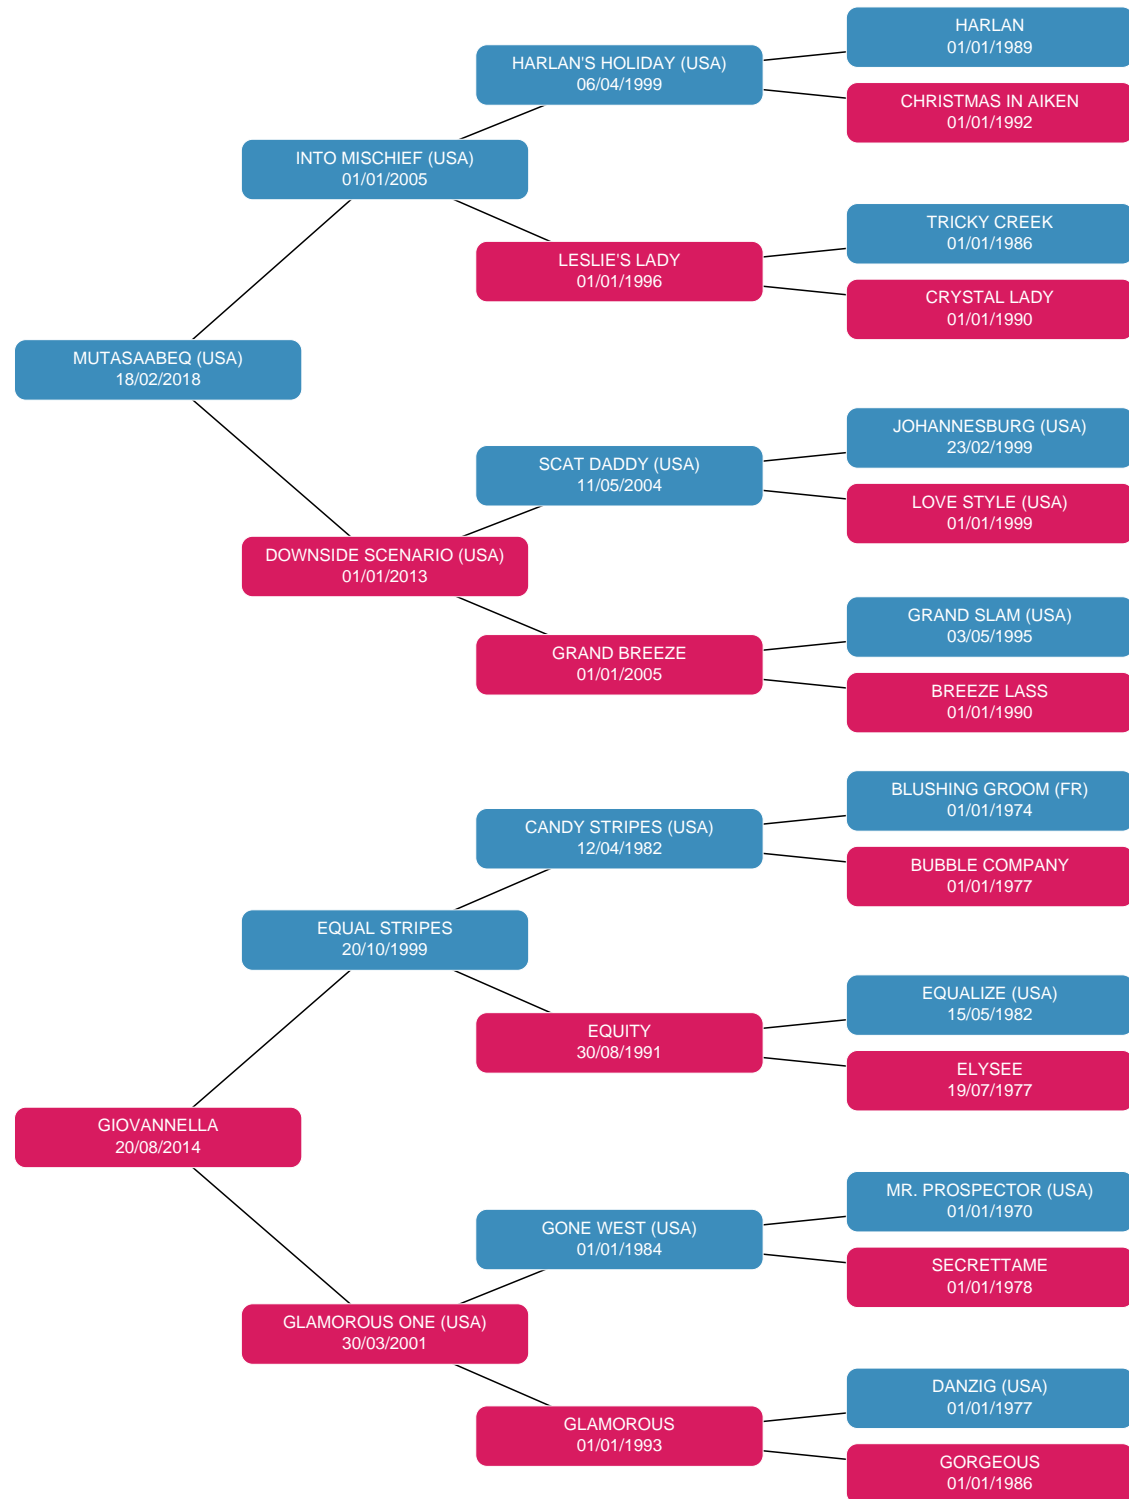 HARLAN
01/01/1989
HARLAN'S HOLIDAY (USA)
06/04/1999
CHRISTMAS IN AIKEN
01/01/1992
INTO MISCHIEF (USA)
01/01/2005
TRICKY CREEK
01/01/1986
LESLIE'S LADY
01/01/1996
CRYSTAL LADY
01/01/1990
MUTASAABEQ (USA)
18/02/2018
JOHANNESBURG (USA)
23/02/1999
SCAT DADDY (USA)
11/05/2004
LOVE STYLE (USA)
01/01/1999
DOWNSIDE SCENARIO (USA)
01/01/2013
GRAND SLAM (USA)
03/05/1995
GRAND BREEZE
01/01/2005
BREEZE LASS
01/01/1990
BLUSHING GROOM (FR)
01/01/1974
CANDY STRIPES (USA)
12/04/1982
BUBBLE COMPANY
01/01/1977
EQUAL STRIPES
20/10/1999
EQUALIZE (USA)
15/05/1982
EQUITY
30/08/1991
ELYSEE
19/07/1977
GIOVANNELLA
20/08/2014
MR. PROSPECTOR (USA)
01/01/1970
GONE WEST (USA)
01/01/1984
SECRETTAME
01/01/1978
GLAMOROUS ONE (USA)
30/03/2001
DANZIG (USA)
01/01/1977
GLAMOROUS
01/01/1993
GORGEOUS
01/01/1986